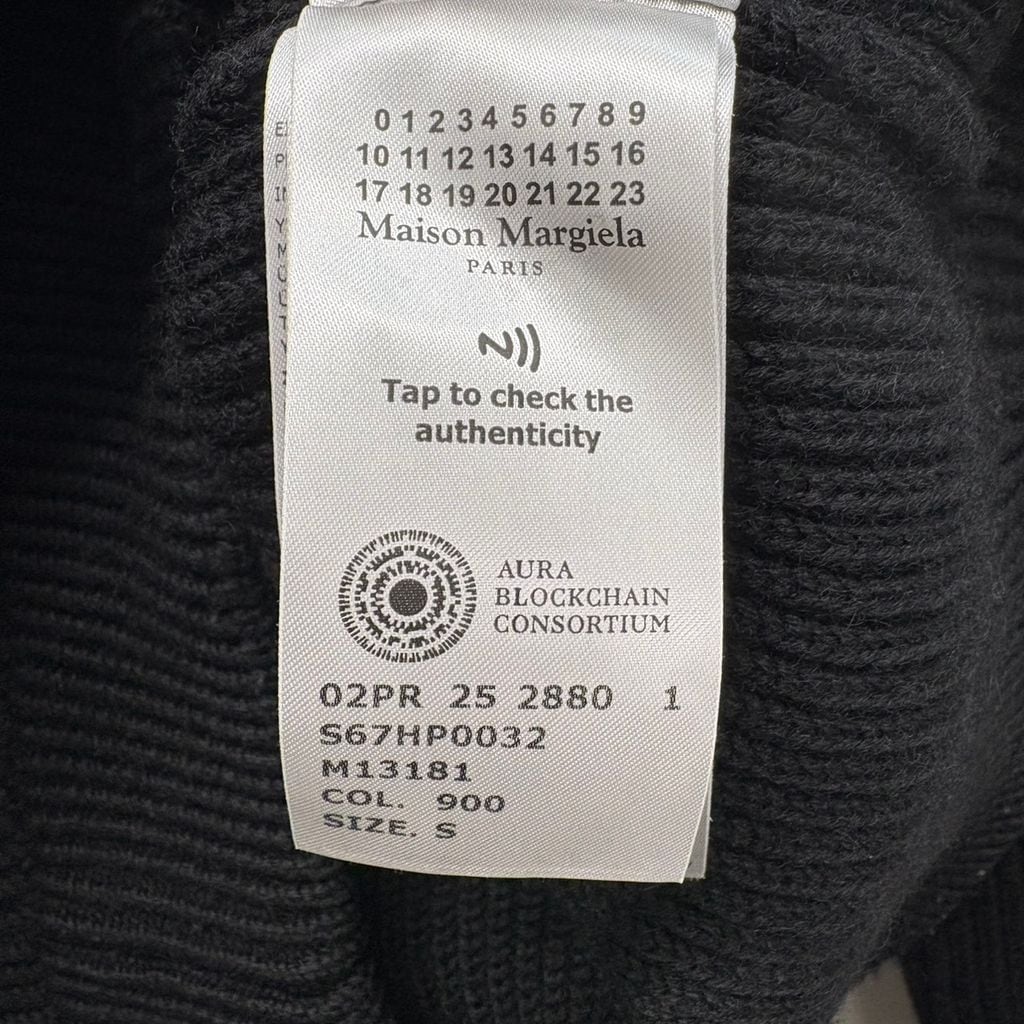 0 1 2 3 4 5 6 7 8 9
10 11 12 13 14 15 16
17 18 19 20 21 22 23
Maison Margiela
PARIS
Tap to check the
authenticity
AURA
BLOCKCHAIN
CONSORTIUM
02PR 25 2880 1
S67HP0032
M13181
COL. 900
SIZE. S